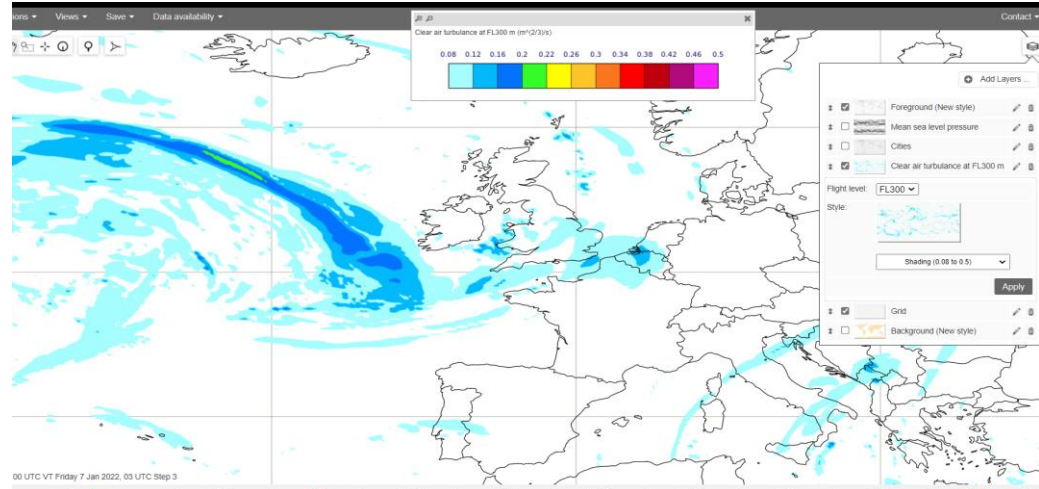 ions Views Save Data availability Contact
Clear air turbulence at FL300 m (m^(2/3)/s)
0.08 0.12 0.16 0.2 0.22 0.26 0.3 0.34 0.38 0.42 0.46 0.5
Add Layers ...
Foreground (New style)
Mean sea level pressure
Cities
Clear air turbulence at FL300 m
Flight level: FL300
Style:
Shading (0.08 to 0.5)
Apply
Grid
Background (New style)
00 UTC VT Friday 7 Jan 2022, 03 UTC Step 3